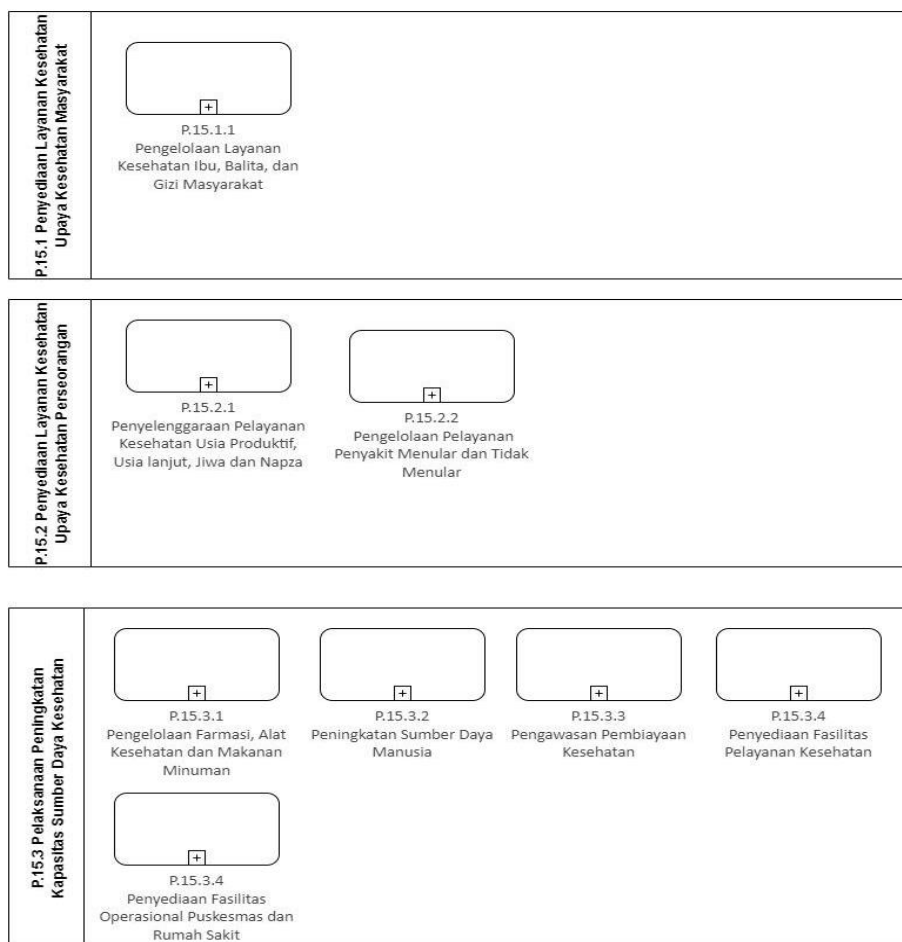 P.15.1 Penyediaan Layanan Kesehatan
Upaya Kesehatan Masyarakat
P.15.1.1
Pengelolaan Layanan
Kesehatan Ibu, Balita, dan
Gizi Masyarakat
P.15.2 Penyediaan Layanan Kesehatan
Upaya Kesehatan Perseorangan
P.15.2.1
Penyelenggaraan Pelayanan
Kesehatan Usia Produktif,
Usia lanjut, Jiwa dan Napza
P.15.2.2
Pengelolaan Pelayanan
Penyakit Menular dan Tidak
Menular
P.15.3 Pelaksanaan Peningkatan
Kapasitas Sumber Daya Kesehatan
P.15.3.1
Pengelolaan Farmasi, Alat
Kesehatan dan Makanan
Minuman
P.15.3.2
Peningkatan Sumber Daya
Manusia
P.15.3.3
Pengawasan Pembiayaan
Kesehatan
P.15.3.4
Penyediaan Fasilitas
Pelayanan Kesehatan
P.15.3.4
Penyediaan Fasilitas
Operasional Puskesmas dan
Rumah Sakit